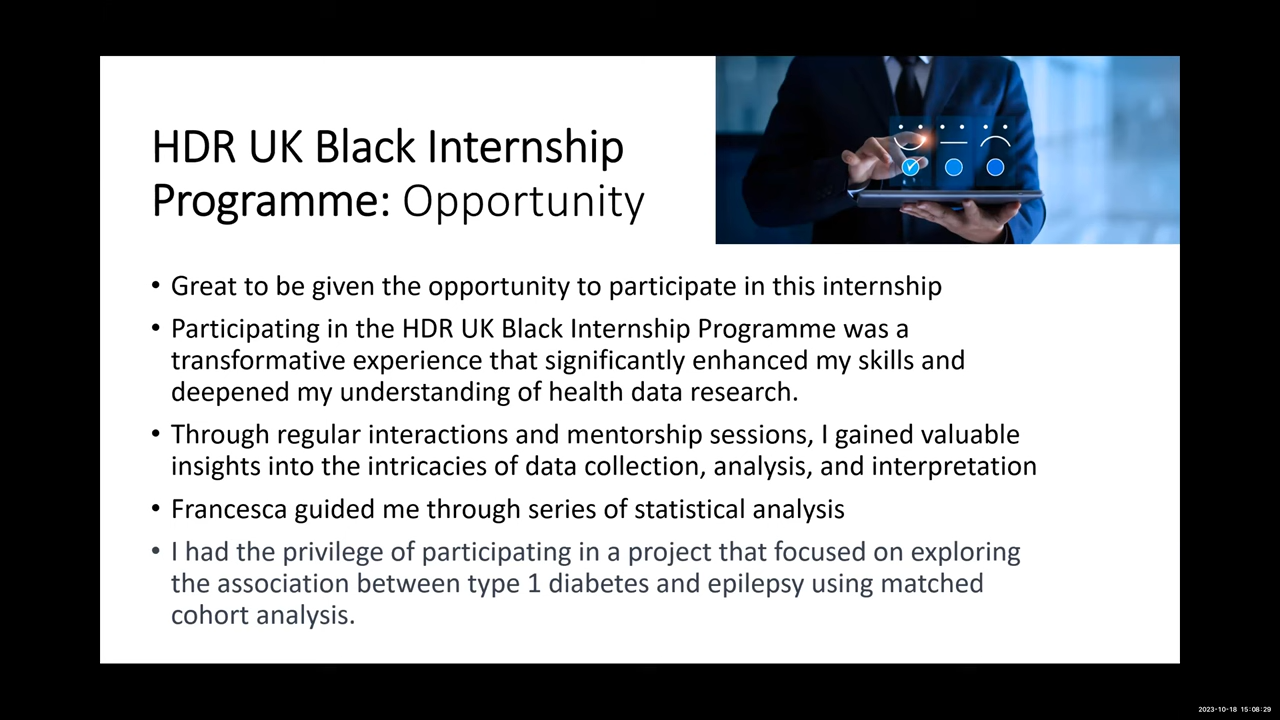 HDR UK Black Internship
Programme: Opportunity
• Great to be given the opportunity to participate in this internship
• Participating in the HDR UK Black Internship Programme was a
transformative experience that significantly enhanced my skills and
deepened my understanding of health data research.
• Through regular interactions and mentorship sessions, I gained valuable
insights into the intricacies of data collection, analysis, and interpretation
• Francesca guided me through series of statistical analysis
• I had the privilege of participating in a project that focused on exploring
the association between type 1 diabetes and epilepsy using matched
cohort analysis.
2023-10-18 15:08:29